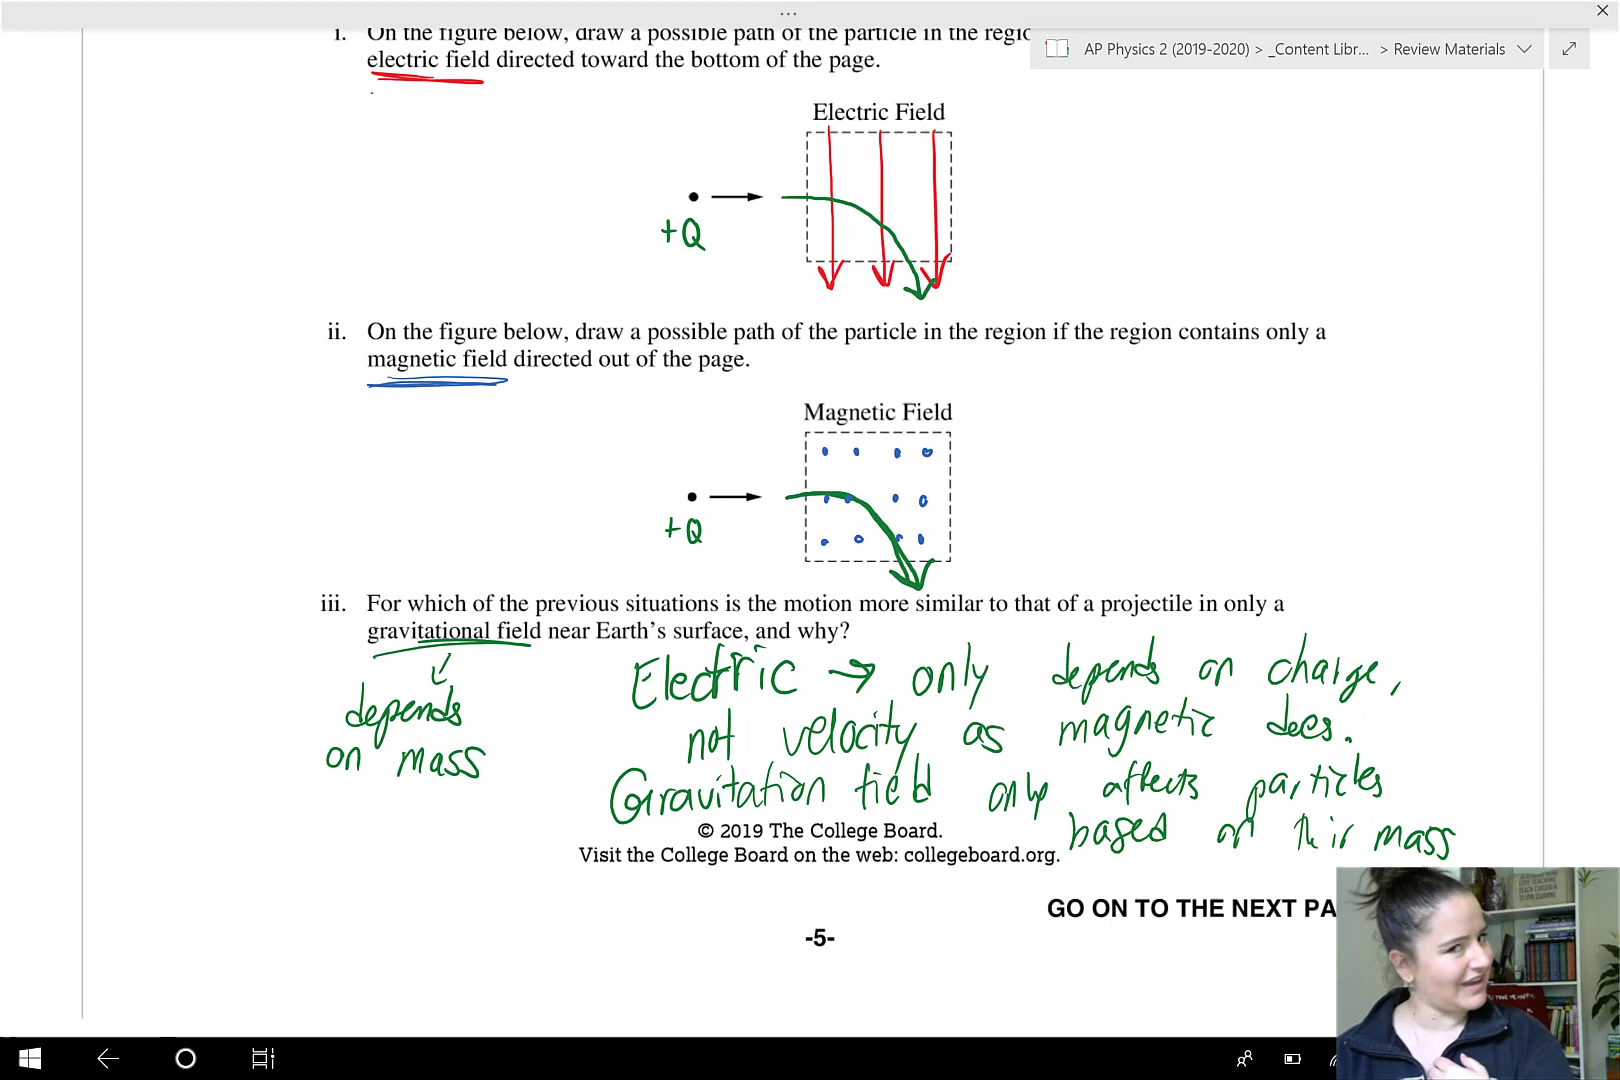 ...
i. On the figure below, draw a possible path of the particle in the regio
AP Physics 2 (2019-2020) > _Content Libr... > Review Materials
electric field directed toward the bottom of the page.
Electric Field
+Q
ii. On the figure below, draw a possible path of the particle in the region if the region contains only a
magnetic field directed out of the page.
Magnetic Field
+Q
iii. For which of the previous situations is the motion more similar to that of a projectile in only a
gravitational field near Earth's surface, and why?
depends
on mass
Electric → only depends on charge,
not velocity as magnetic does.
Gravitation field only affects particles
based on their mass
© 2019 The College Board.
Visit the College Board on the web: collegeboard.org.
GO ON TO THE NEXT PA
-5-